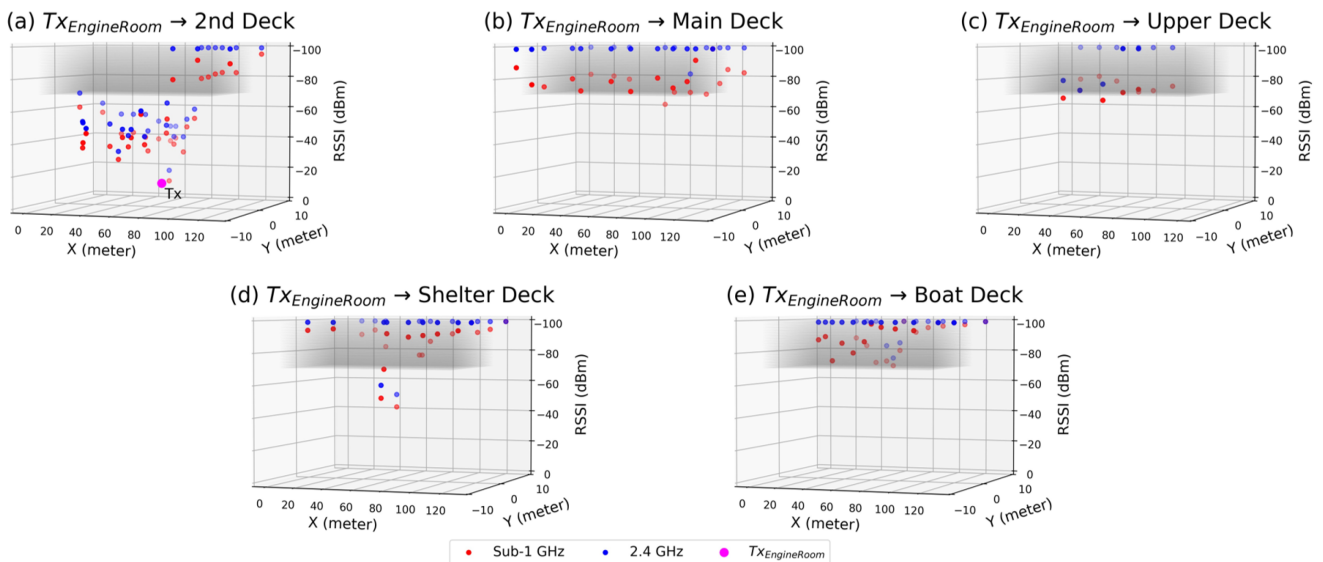 (a) Tx_EngineRoom → 2nd Deck
(b) Tx_EngineRoom → Main Deck
(c) Tx_EngineRoom → Upper Deck
−100
−80
−60
−40
−20
0
RSSI (dBm)
Tx
0 20 40 60 80 100 120
X (meter)
−10 0 10
Y (meter)
−100
−80
−60
−40
−20
0
RSSI (dBm)
0 20 40 60 80 100 120
X (meter)
−10 0 10
Y (meter)
−100
−80
−60
−40
−20
0
RSSI (dBm)
0 20 40 60 80 100 120
X (meter)
−10 0 10
Y (meter)
(d) Tx_EngineRoom → Shelter Deck
(e) Tx_EngineRoom → Boat Deck
−100
−80
−60
−40
−20
0
RSSI (dBm)
0 20 40 60 80 100 120
X (meter)
−10 0 10
Y (meter)
−100
−80
−60
−40
−20
0
RSSI (dBm)
0 20 40 60 80 100 120
X (meter)
−10 0 10
Y (meter)
Sub-1 GHz 2.4 GHz Tx_EngineRoom